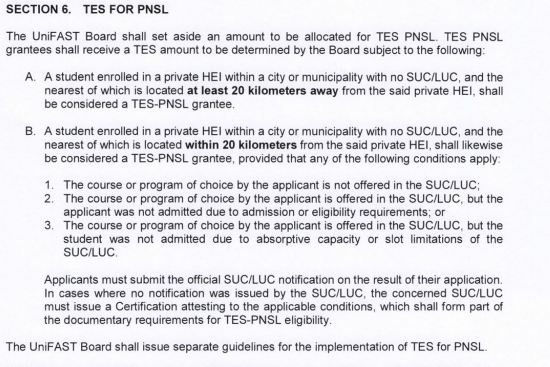 SECTION 6. TES FOR PNSL
The UniFAST Board shall set aside an amount to be allocated for TES PNSL. TES PNSL
grantees shall receive a TES amount to be determined by the Board subject to the following:
A. A student enrolled in a private HEI within a city or municipality with no SUC/LUC, and the
nearest of which is located at least 20 kilometers away from the said private HEI, shall
be considered a TES-PNSL grantee.
B. A student enrolled in a private HEI within a city or municipality with no SUC/LUC, and the
nearest of which is located within 20 kilometers from the said private HEI, shall likewise
be considered a TES-PNSL grantee, provided that any of the following conditions apply:
1. The course or program of choice by the applicant is not offered in the SUC/LUC;
2. The course or program of choice by the applicant is offered in the SUC/LUC, but the
applicant was not admitted due to admission or eligibility requirements; or
3. The course or program of choice by the applicant is offered in the SUC/LUC, but the
student was not admitted due to absorptive capacity or slot limitations of the
SUC/LUC.
Applicants must submit the official SUC/LUC notification on the result of their application.
In cases where no notification was issued by the SUC/LUC, the concerned SUC/LUC
must issue a Certification attesting to the applicable conditions, which shall form part of
the documentary requirements for TES-PNSL eligibility.
The UniFAST Board shall issue separate guidelines for the implementation of TES for PNSL.